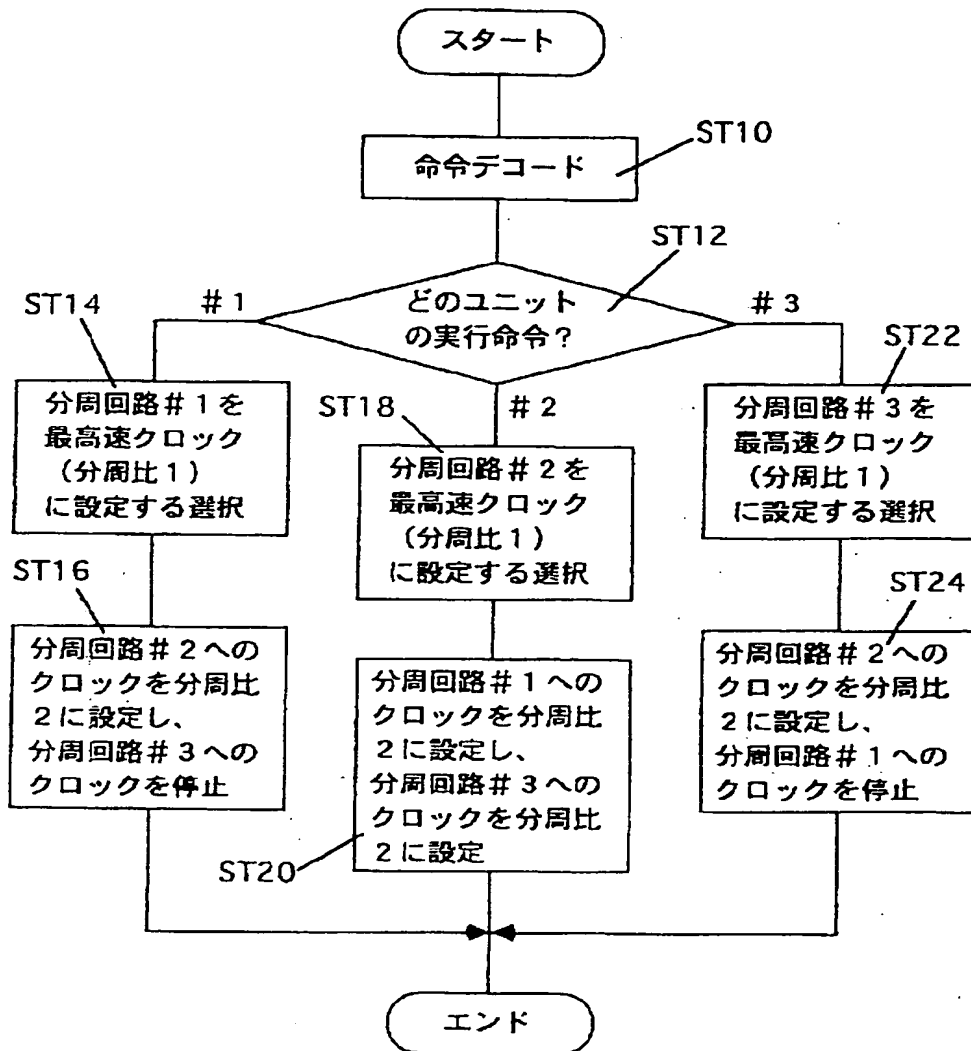 スタート
ST10
命令デコード
ST12
どのユニット
の実行命令?
#1
#2
#3
ST14
分周回路#1を
最高速クロック
(分周比1)
に設定する選択
ST16
分周回路#2への
クロックを分周比
2に設定し、
分周回路#3への
クロックを停止
ST18
分周回路#2を
最高速クロック
(分周比1)
に設定する選択
分周回路#1への
クロックを分周比
2に設定し、
分周回路#3への
クロックを分周比
2に設定
ST20
ST22
分周回路#3を
最高速クロック
(分周比1)
に設定する選択
ST24
分周回路#2への
クロックを分周比
2に設定し、
分周回路#1への
クロックを停止
エンド